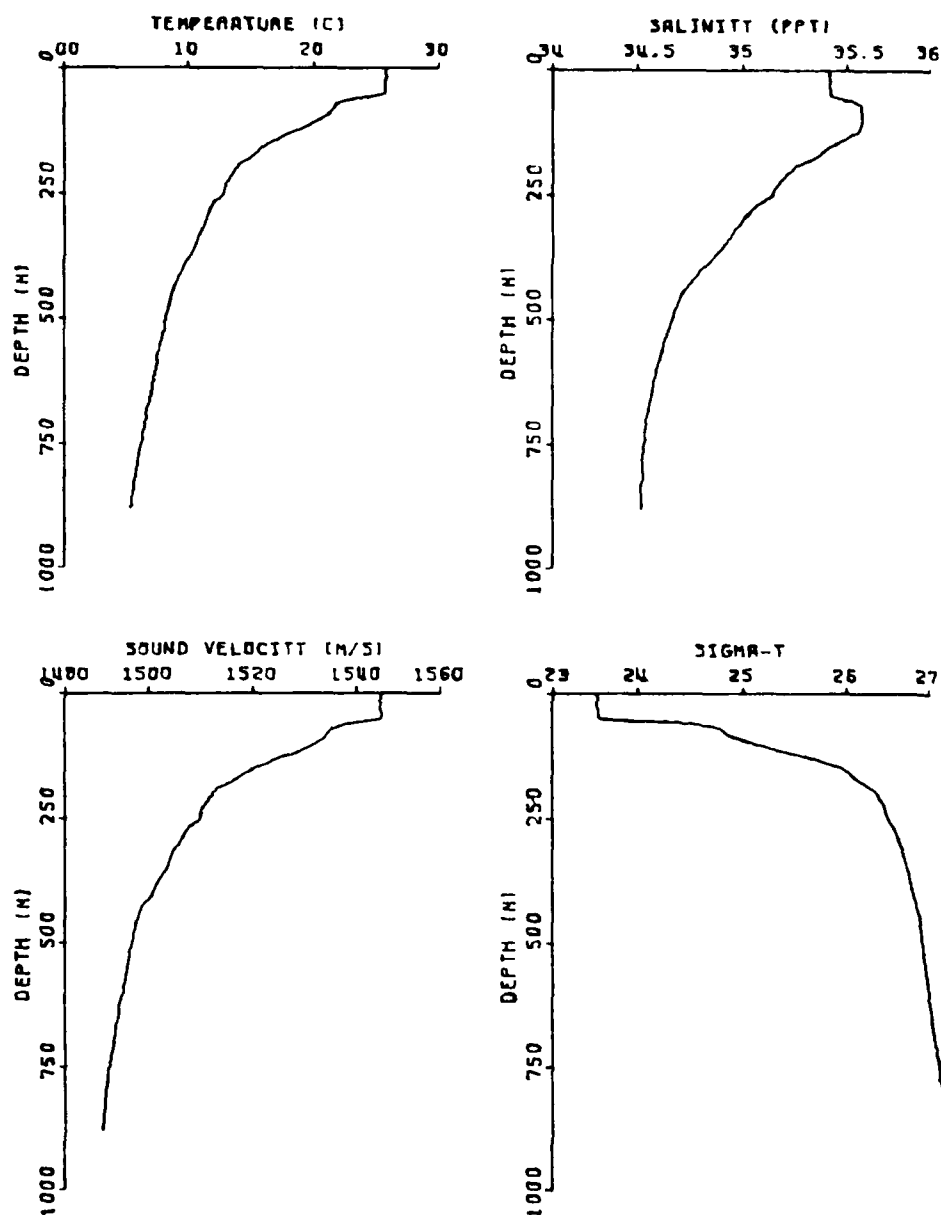 TEMPERATURE (C)
00 10 20 30
0
250
500
750
1000
DEPTH (M)
SALINITY (PPT)
34 34.5 35 35.5 36
0
250
500
750
1000
DEPTH (M)
SOUND VELOCITY (M/S)
1480 1500 1520 1540 1560
0
250
500
750
1000
DEPTH (M)
SIGMA-T
23 24 25 26 27
0
250
500
750
1000
DEPTH (M)